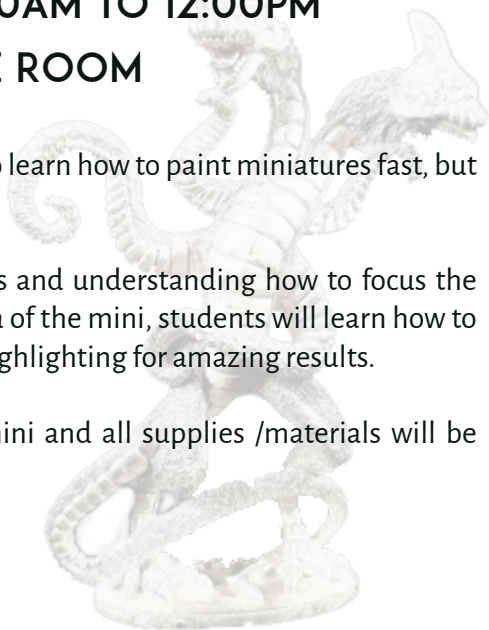 0AM TO 12:00PM
E ROOM
o learn how to paint miniatures fast, but
s and understanding how to focus the
a of the mini, students will learn how to
ghlighting for amazing results.
ini and all supplies /materials will be